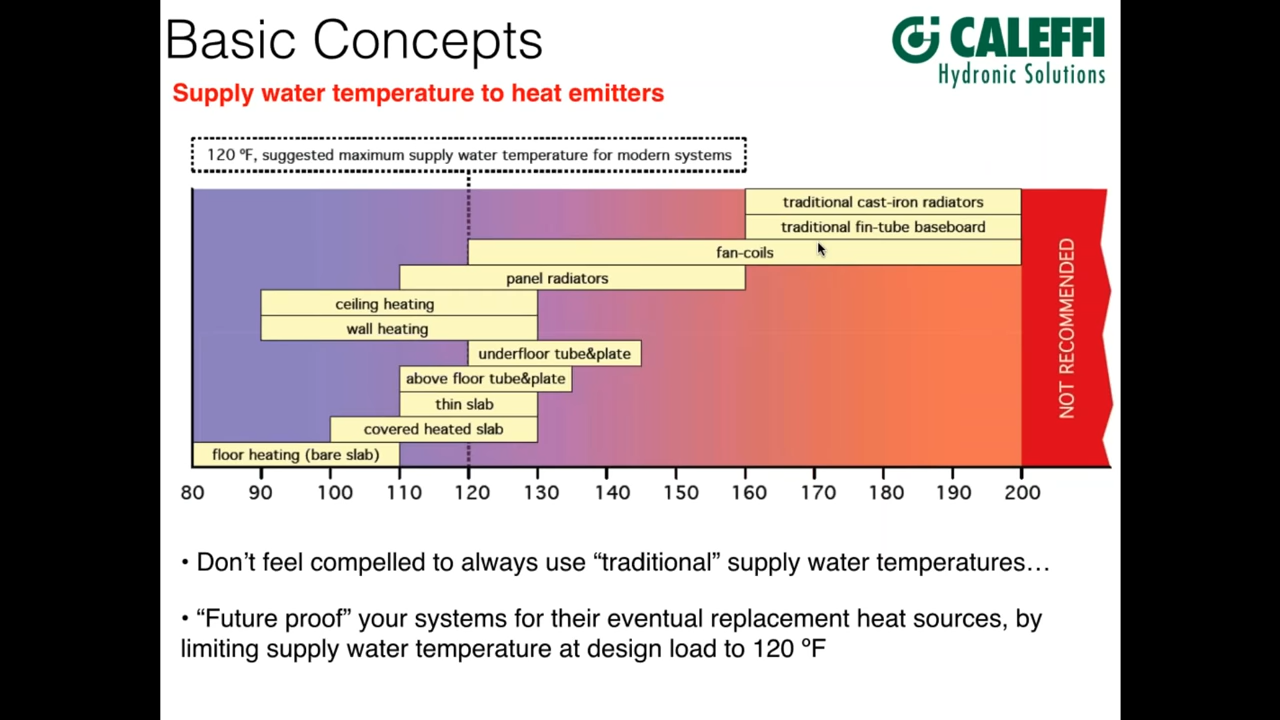 Basic Concepts
CALEFFI
Hydronic Solutions
Supply water temperature to heat emitters
120 ºF, suggested maximum supply water temperature for modern systems
traditional cast-iron radiators
traditional fin-tube baseboard
fan-coils
panel radiators
ceiling heating
wall heating
underfloor tube&plate
above floor tube&plate
thin slab
covered heated slab
floor heating (bare slab)
NOT RECOMMENDED
80 90 100 110 120 130 140 150 160 170 180 190 200
• Don’t feel compelled to always use “traditional” supply water temperatures…
• “Future proof” your systems for their eventual replacement heat sources, by
limiting supply water temperature at design load to 120 ºF